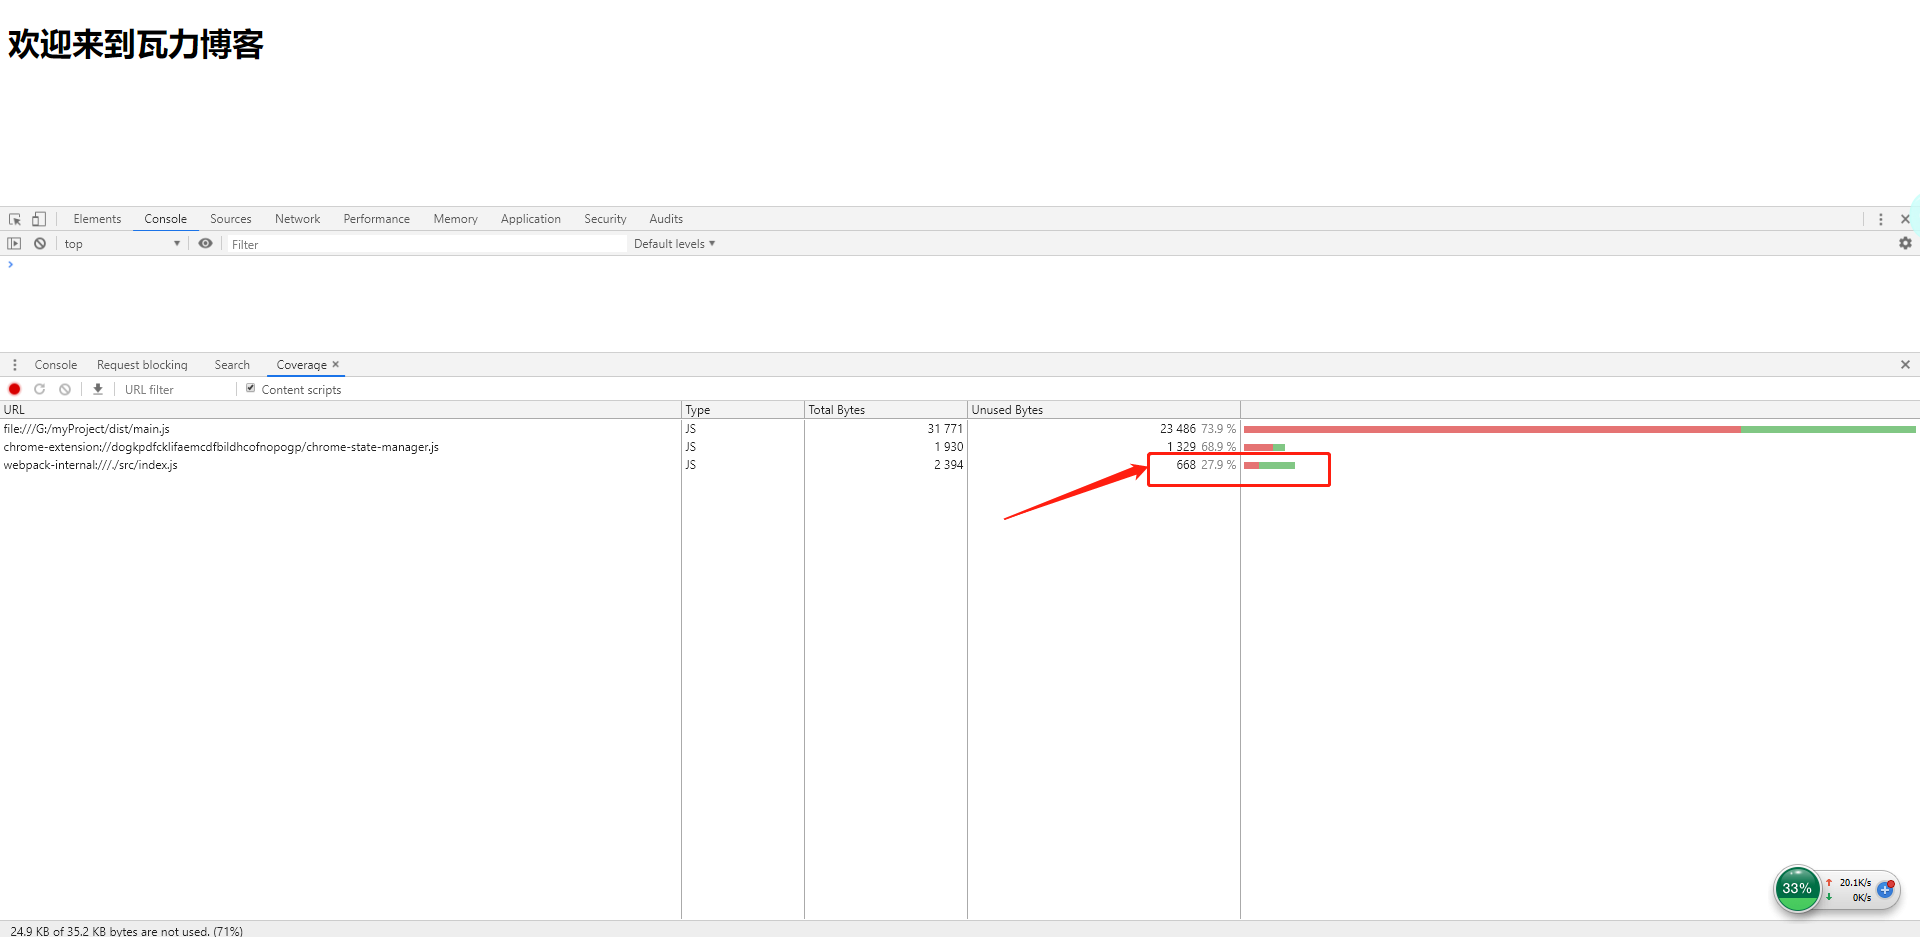 欢迎来到瓦力博客
Elements Console Sources Network Performance Memory Application Security Audits
top Filter Default levels
Console Request blocking Search Coverage
URL filter Content scripts
URL Type Total Bytes Unused Bytes
file:///G:/myProject/dist/main.js JS 31 771 23 486 73.9 %
chrome-extension://dogkpdfcklifaemcdfbildhcofnopogp/chrome-state-manager.js JS 1 930 1 329 68.9 %
webpack-internal:///./src/index.js JS 2 394 668 27.9 %
33% 20.1K/s
0K/s
24.9 KB of 35.2 KB bytes are not used. (71%)